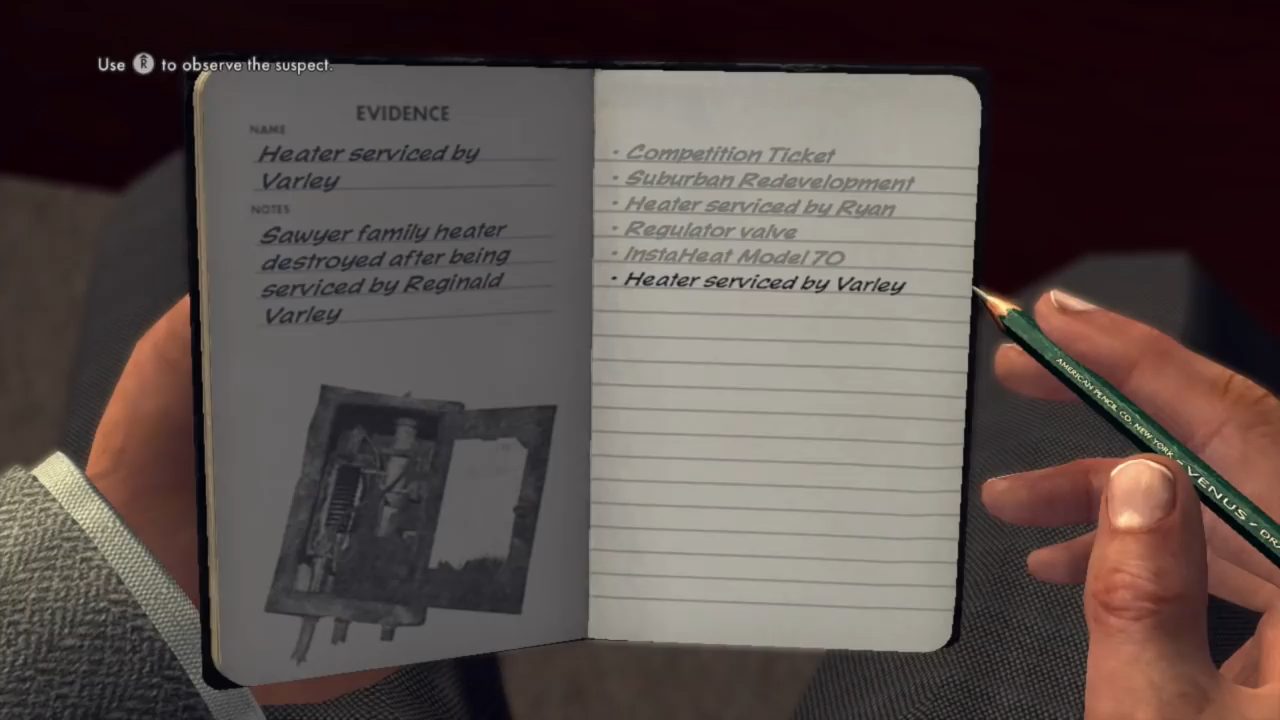 Use R to observe the suspect.
EVIDENCE
NAME
Heater serviced by
Varley
NOTES
Sawyer family heater
destroyed after being
serviced by Reginald
Varley
• Competition Ticket
• Suburban Redevelopment
• Heater serviced by Ryan
• Regulator valve
• InstaHeat Model 70
• Heater serviced by Varley
AMERICAN PENCIL CO. NEW YORK VENUS / DRA